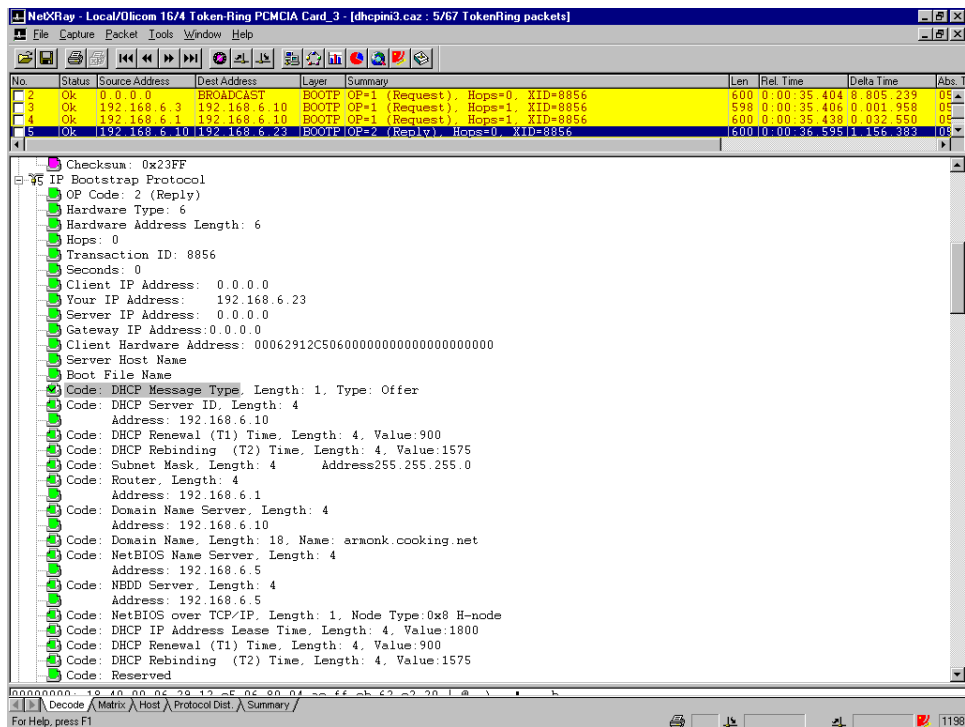 NetXRay - Local/Olicom 16/4 Token-Ring PCMCIA Card_3 - [dhcpini3.caz : 5/67 TokenRing packets]
File Capture Packet Tools Window Help
No. Status Source Address Dest Address Layer Summary Len Rel. Time Delta Time Abs. T
2 Ok 0.0.0.0 BROADCAST BOOTP OP=1 (Request), Hops=0, XID=8856 600 0:00:35.404 8.805.239 05
3 Ok 192.168.6.3 192.168.6.10 BOOTP OP=1 (Request), Hops=1, XID=8856 598 0:00:35.406 0.001.958 05
4 Ok 192.168.6.1 192.168.6.10 BOOTP OP=1 (Request), Hops=1, XID=8856 600 0:00:35.438 0.032.550 05
5 Ok 192.168.6.10 192.168.6.23 BOOTP OP=2 (Reply), Hops=0, XID=8856 600 0:00:36.595 1.156.383 05
Checksum: 0x23FF
IP Bootstrap Protocol
OP Code: 2 (Reply)
Hardware Type: 6
Hardware Address Length: 6
Hops: 0
Transaction ID: 8856
Seconds: 0
Client IP Address: 0.0.0.0
Your IP Address: 192.168.6.23
Server IP Address: 0.0.0.0
Gateway IP Address:0.0.0.0
Client Hardware Address: 00062912C50600000000000000000000
Server Host Name
Boot File Name
Code: DHCP Message Type, Length: 1, Type: Offer
Code: DHCP Server ID, Length: 4
Address: 192.168.6.10
Code: DHCP Renewal (T1) Time, Length: 4, Value:900
Code: DHCP Rebinding (T2) Time, Length: 4, Value:1575
Code: Subnet Mask, Length: 4 Address255.255.255.0
Code: Router, Length: 4
Address: 192.168.6.1
Code: Domain Name Server, Length: 4
Address: 192.168.6.10
Code: Domain Name, Length: 18, Name: armonk.cooking.net
Code: NetBIOS Name Server, Length: 4
Address: 192.168.6.5
Code: NBDD Server, Length: 4
Address: 192.168.6.5
Code: NetBIOS over TCP/IP, Length: 1, Node Type:0x8 H-node
Code: DHCP IP Address Lease Time, Length: 4, Value:1800
Code: DHCP Renewal (T1) Time, Length: 4, Value:900
Code: DHCP Rebinding (T2) Time, Length: 4, Value:1575
Code: Reserved
Decode Matrix Host Protocol Dist. Summary
For Help, press F1
1198